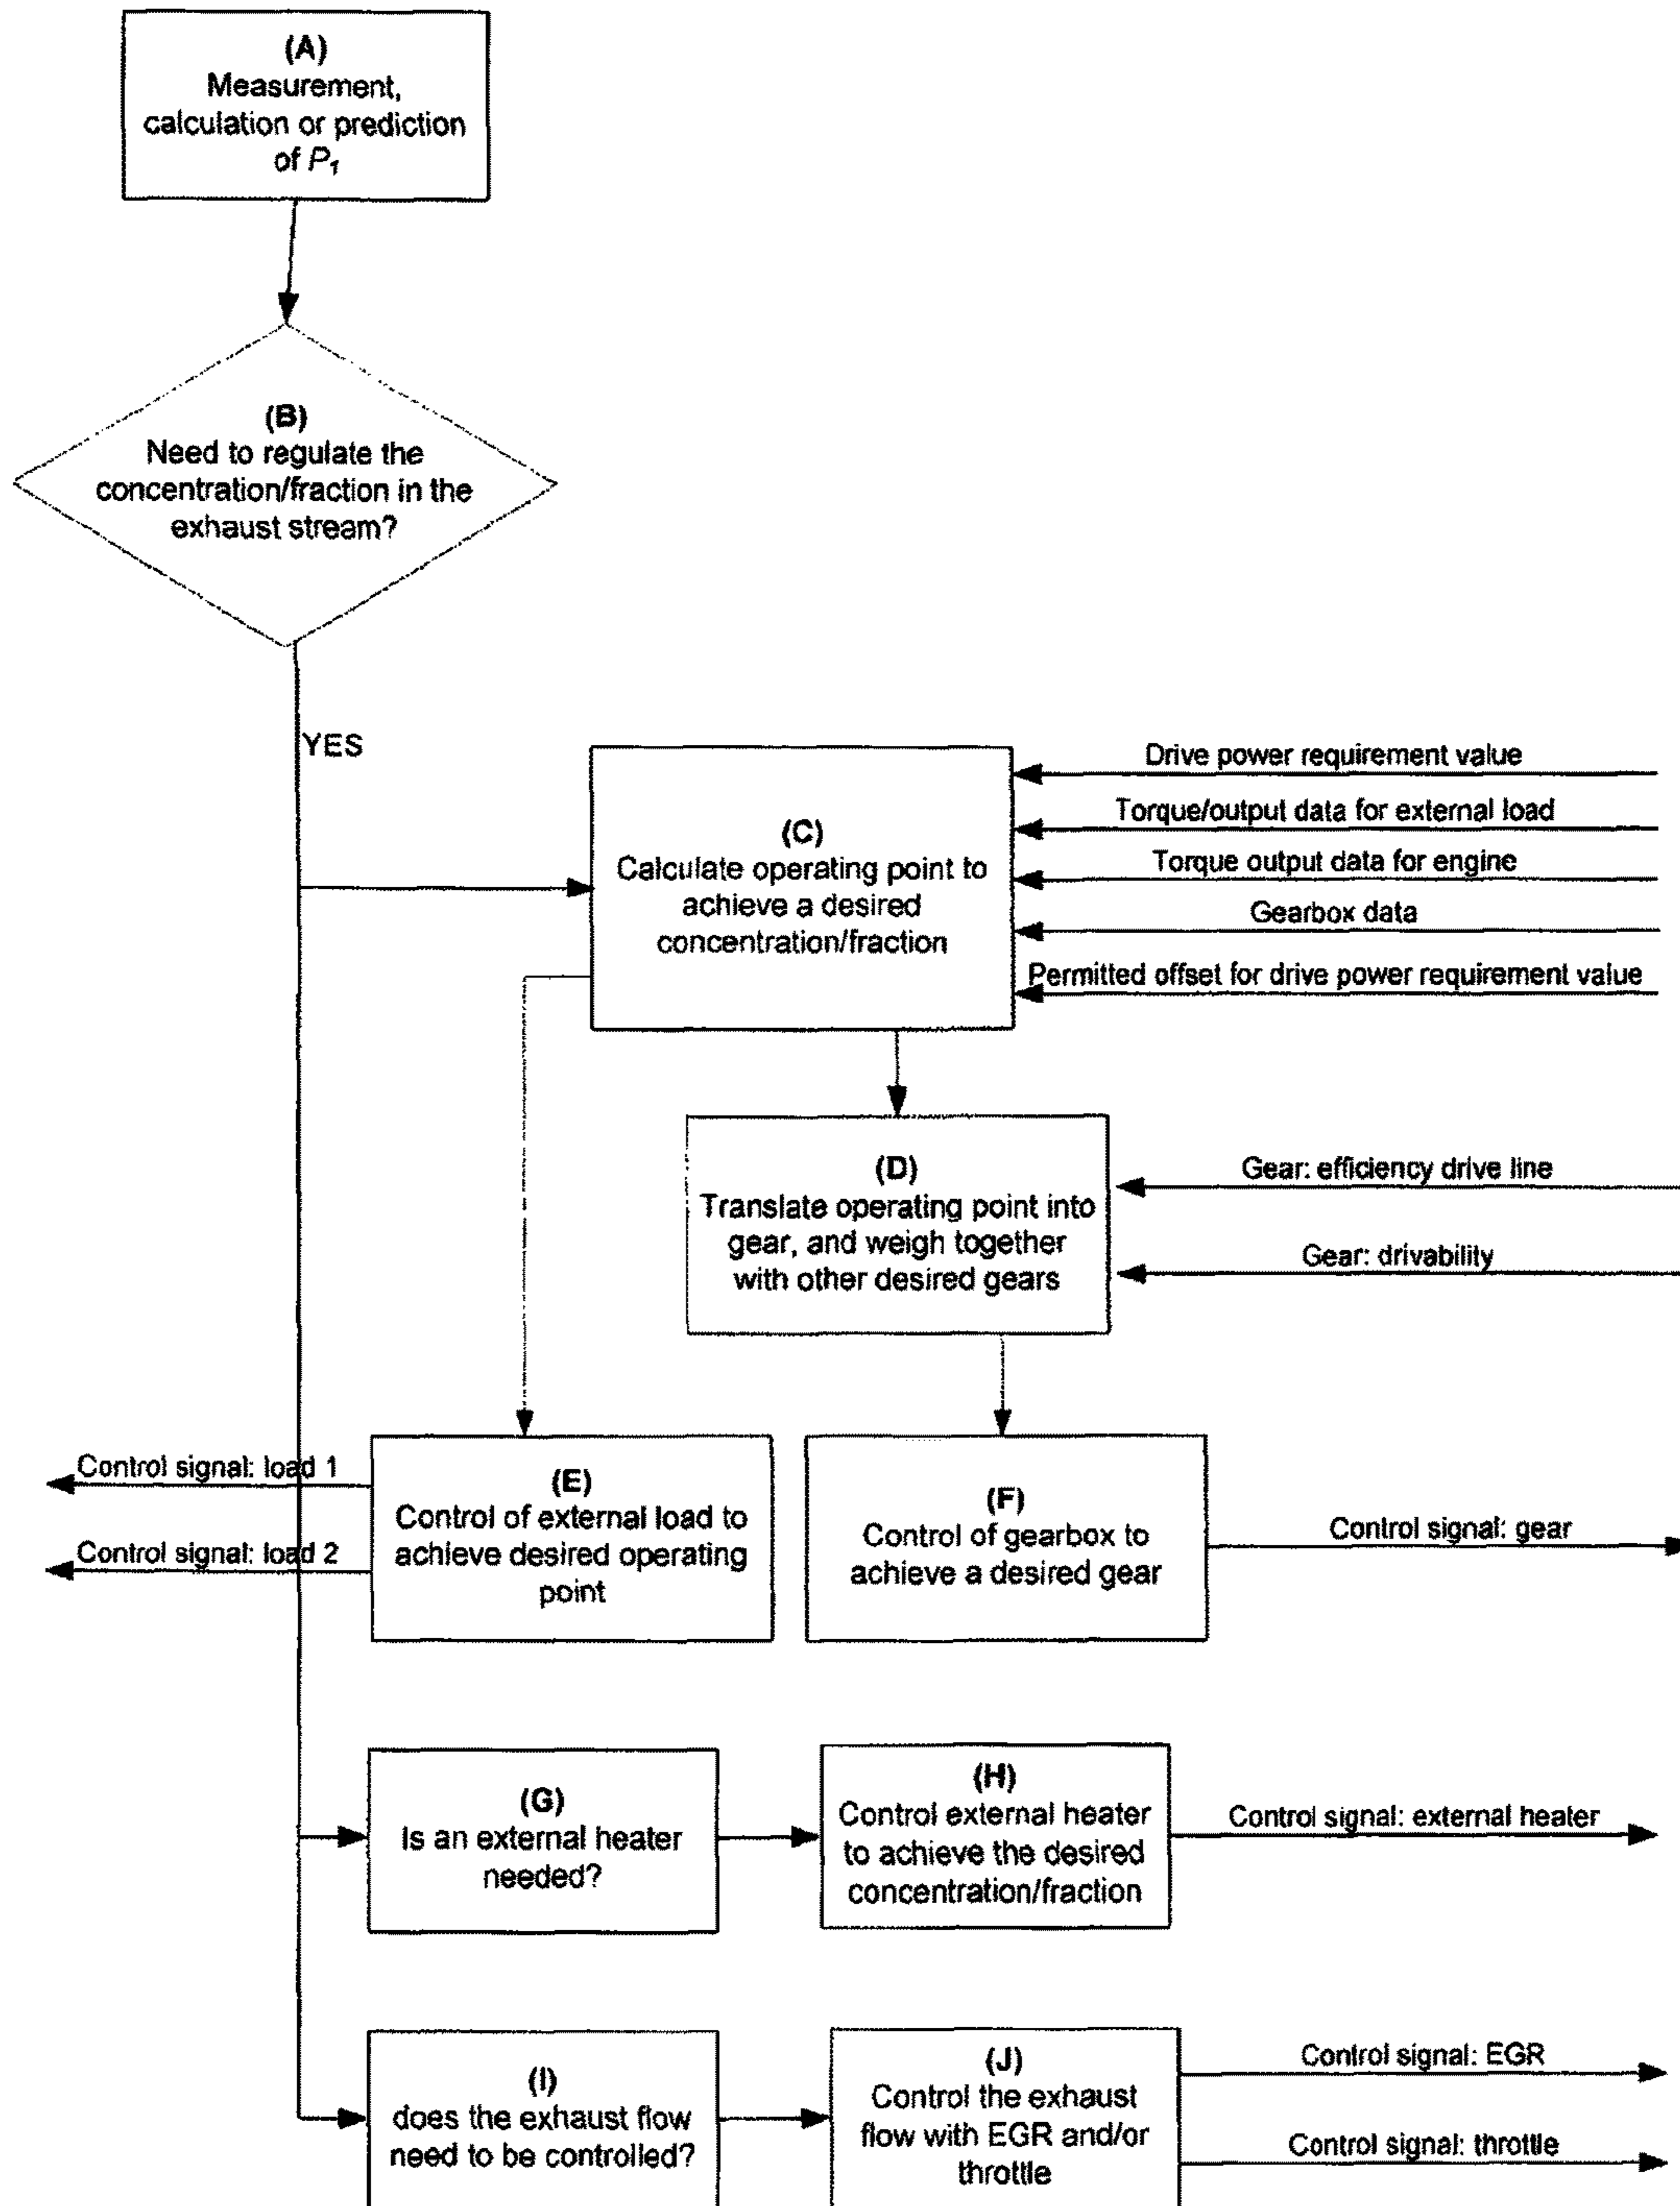 (A)
Measurement,
calculation or prediction
of P1
(B)
Need to regulate the
concentration/fraction in the
exhaust stream?
YES
(C)
Calculate operating point to
achieve a desired
concentration/fraction
Drive power requirement value
Torque/output data for external load
Torque output data for engine
Gearbox data
Permitted offset for drive power requirement value
(D)
Translate operating point into
gear, and weigh together
with other desired gears
Gear: efficiency drive line
Gear: drivability
Control signal: load 1
Control signal: load 2
(E)
Control of external load to
achieve desired operating
point
(F)
Control of gearbox to
achieve a desired gear
Control signal: gear
(G)
Is an external heater
needed?
(H)
Control external heater
to achieve the desired
concentration/fraction
Control signal: external heater
(I)
does the exhaust flow
need to be controlled?
(J)
Control the exhaust
flow with EGR and/or
throttle
Control signal: EGR
Control signal: throttle